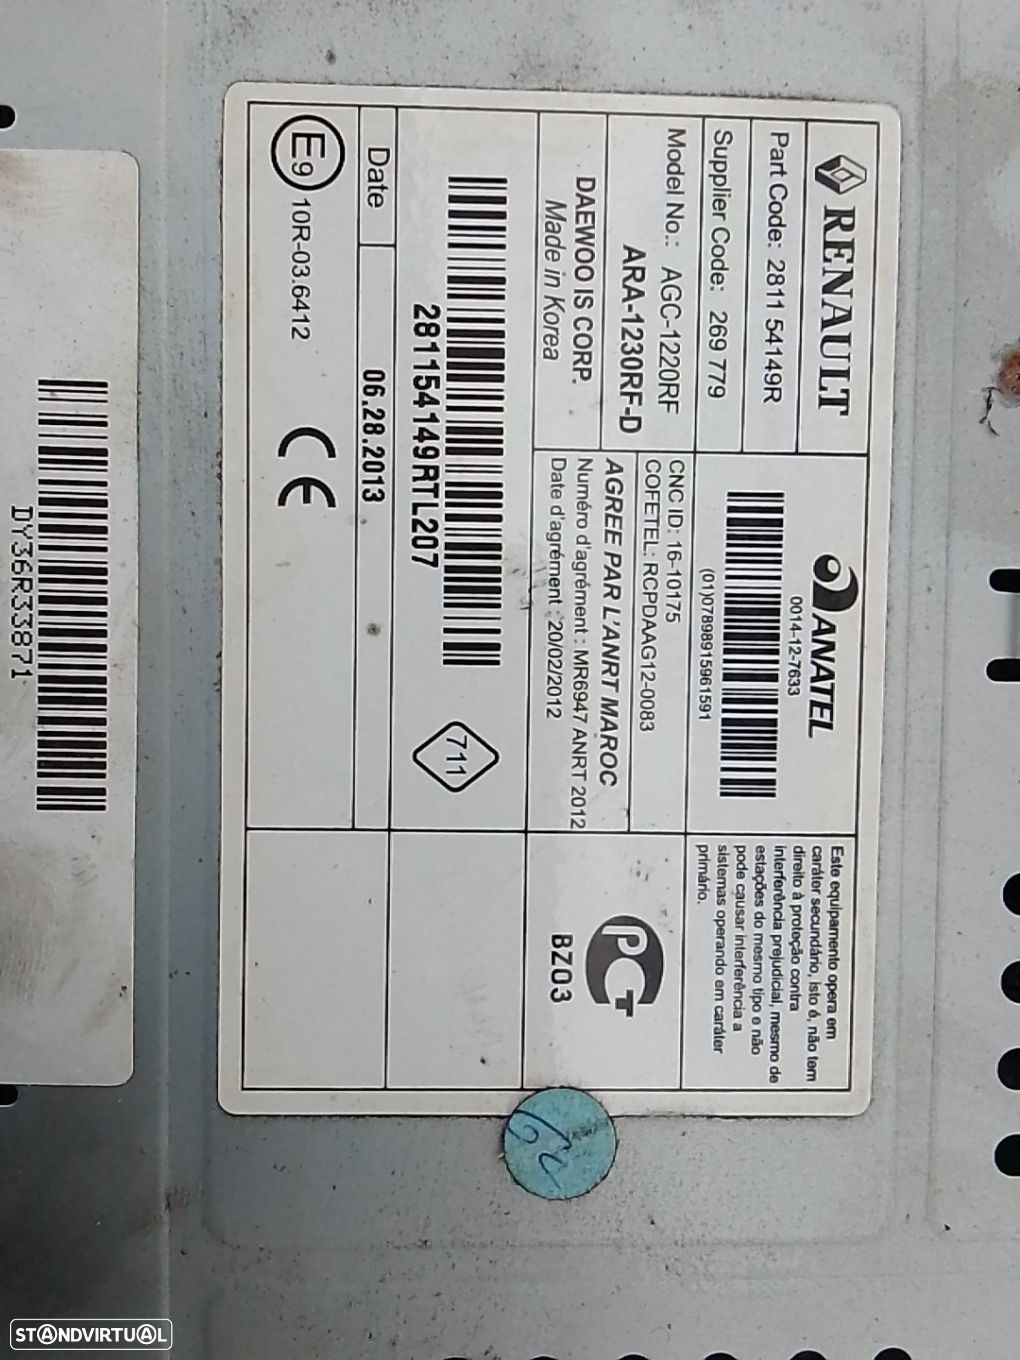 RENAULT
Part Code: 2811 54149R
Supplier Code: 269 779
Model No.: AGC-1220RF
ARA-1230RF-D
DAEWOO IS CORP.
Made in Korea
ANATEL
0014-12-7633
(01)07898915961591
CNC ID: 16-10175
COFETEL: RCPDAAG12-0083
AGREE PAR L'ANRT MAROC
Numéro d'agrément : MR6947 ANRT 2012
Date d'agrément : 20/02/2012
Este equipamento opera em
caráter secundário, isto é, não tem
direito à proteção contra
interferência prejudicial, mesmo de
estações do mesmo tipo e não
pode causar interferência a
sistemas operando em caráter
primário.
PCT
BZ03
281154149RTL207
711
Date
06.28.2013
E9
10R-03.6412
CE
DY36R33871
STANDVIRTUAL